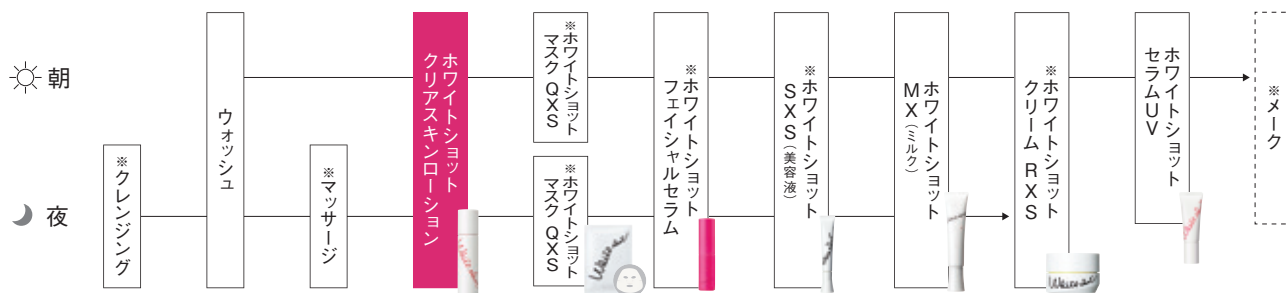 朝
夜
※クレンジング
ウォッシュ
※マッサージ
ホワイトショット
クリアスキンローション
※ホワイトショット
マスク QXS
※ホワイトショット
マスク QXS
※ホワイトショット
フェイシャルセラム
※ホワイトショット
SXS（美容液）
ホワイトショット
MX（ミルク）
※ホワイトショット
クリーム RXS
ホワイトショット
セラムUV
※メーク